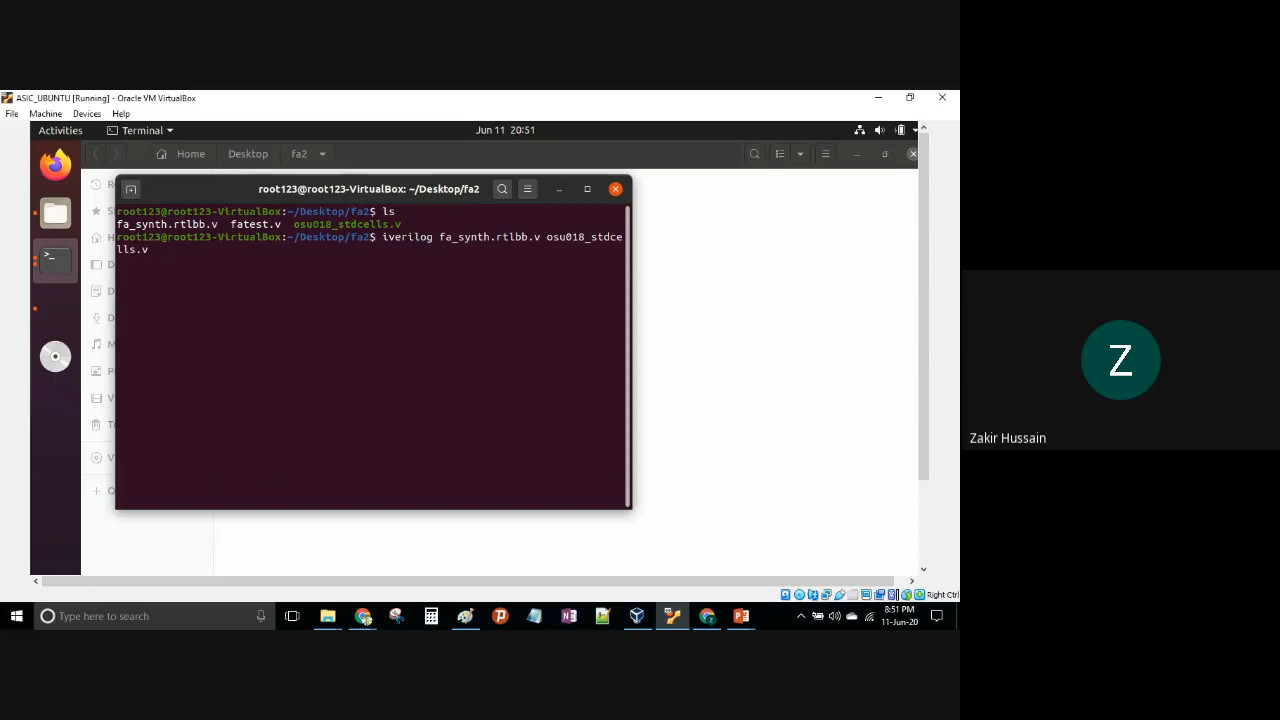 ASIC_UBUNTU [Running] - Oracle VM VirtualBox
File Machine Devices Help
Activities Terminal Jun 11 20:51
Home Desktop fa2
root123@root123-VirtualBox: ~/Desktop/fa2
root123@root123-VirtualBox:~/Desktop/fa2$ ls
fa_synth.rtlbb.v fatest.v osu018_stdcells.v
root123@root123-VirtualBox:~/Desktop/fa2$ iverilog fa_synth.rtlbb.v osu018_stdce
lls.v
Z
Zakir Hussain
Right Ctrl
Type here to search
8:51 PM
11-Jun-20